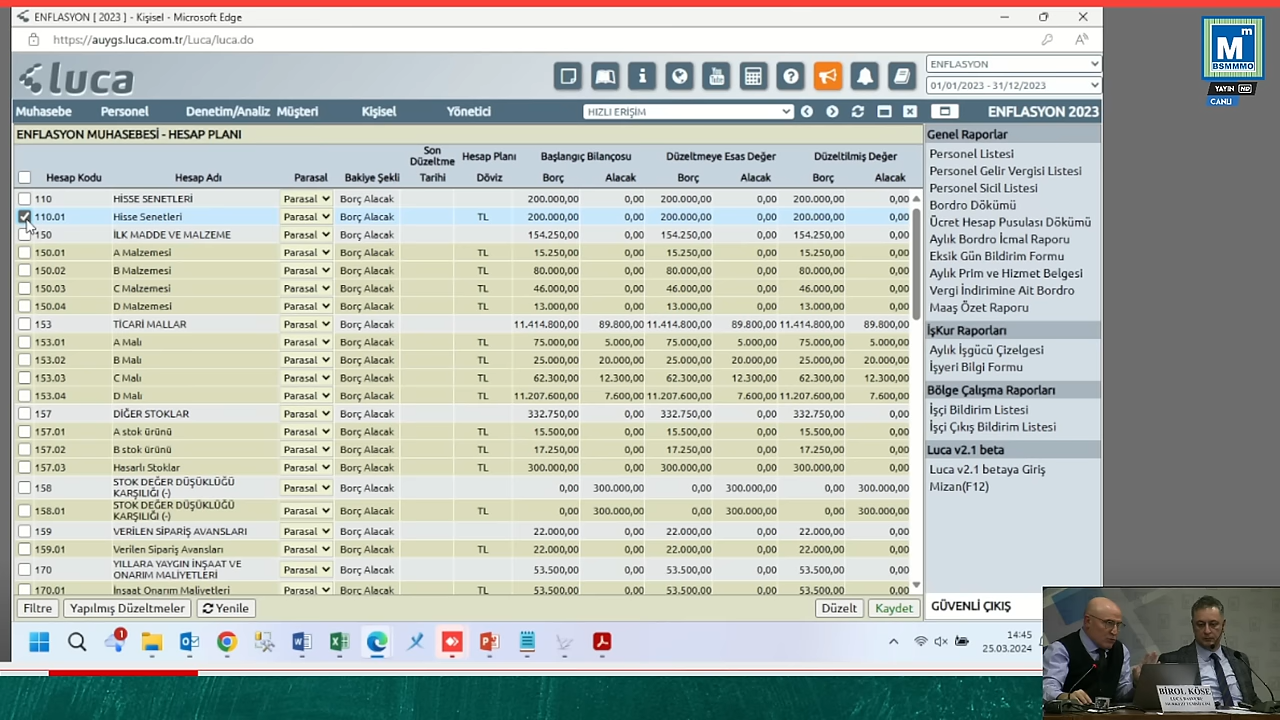 ENFLASYON [ 2023 ] - Kişisel - Microsoft Edge
https://auygs.luca.com.tr/Luca/luca.do
luca
ENFLASYON
01/01/2023 - 31/12/2023
Muhasebe Personel Denetim/Analiz Müşteri Kişisel Yönetici HIZLI ERİŞİM ENFLASYON 2023
ENFLASYON MUHASEBESİ - HESAP PLANI
Hesap Kodu Hesap Adı Parasal Bakiye Şekli Son Düzeltme Tarihi Hesap Planı Döviz Başlangıç Bilançosu Borç Alacak Düzeltmeye Esas Değer Borç Alacak Düzeltilmiş Değer Borç Alacak
110 HİSSE SENETLERİ Parasal Borç Alacak 200.000,00 0,00 200.000,00 0,00 200.000,00 0,00
110.01 Hisse Senetleri Parasal Borç Alacak TL 200.000,00 0,00 200.000,00 0,00 200.000,00 0,00
150 İLK MADDE VE MALZEME Parasal Borç Alacak 154.250,00 0,00 154.250,00 0,00 154.250,00 0,00
150.01 A Malzemesi Parasal Borç Alacak TL 15.250,00 0,00 15.250,00 0,00 15.250,00 0,00
150.02 B Malzemesi Parasal Borç Alacak TL 80.000,00 0,00 80.000,00 0,00 80.000,00 0,00
150.03 C Malzemesi Parasal Borç Alacak TL 46.000,00 0,00 46.000,00 0,00 46.000,00 0,00
150.04 D Malzemesi Parasal Borç Alacak TL 13.000,00 0,00 13.000,00 0,00 13.000,00 0,00
153 TİCARİ MALLAR Parasal Borç Alacak 11.414.800,00 89.800,00 11.414.800,00 89.800,00 11.414.800,00 89.800,00
153.01 A Malı Parasal Borç Alacak TL 75.000,00 5.000,00 75.000,00 5.000,00 75.000,00 5.000,00
153.02 B Malı Parasal Borç Alacak TL 25.000,00 20.000,00 25.000,00 20.000,00 25.000,00 20.000,00
153.03 C Malı Parasal Borç Alacak TL 62.300,00 12.300,00 62.300,00 12.300,00 62.300,00 12.300,00
153.04 D Malı Parasal Borç Alacak TL 11.207.600,00 7.600,00 11.207.600,00 7.600,00 11.207.600,00 7.600,00
157 DİĞER STOKLAR Parasal Borç Alacak 332.750,00 0,00 332.750,00 0,00 332.750,00 0,00
157.01 A stok ürünü Parasal Borç Alacak TL 15.500,00 0,00 15.500,00 0,00 15.500,00 0,00
157.02 B stok ürünü Parasal Borç Alacak TL 17.250,00 0,00 17.250,00 0,00 17.250,00 0,00
157.03 Hasarlı Stoklar Parasal Borç Alacak TL 300.000,00 0,00 300.000,00 0,00 300.000,00 0,00
158 STOK DEĞER DÜŞÜKLÜĞÜ KARŞILIĞI (-) Parasal Borç Alacak 0,00 300.000,00 0,00 300.000,00 0,00 300.000,00
158.01 STOK DEĞER DÜŞÜKLÜĞÜ KARŞILIĞI (-) Parasal Borç Alacak TL 0,00 300.000,00 0,00 300.000,00 0,00 300.000,00
159 VERİLEN SİPARİŞ AVANSLARI Parasal Borç Alacak 22.000,00 0,00 22.000,00 0,00 22.000,00 0,00
159.01 Verilen Sipariş Avansları Parasal Borç Alacak TL 22.000,00 0,00 22.000,00 0,00 22.000,00 0,00
170 YILLARA YAYGIN İNŞAAT VE ONARIM MALİYETLERİ Parasal Borç Alacak 53.500,00 0,00 53.500,00 0,00 53.500,00 0,00
170.01 İnşaat Onarım Maliyetleri Parasal Borç Alacak TL 53.500,00 0,00 53.500,00 0,00 53.500,00 0,00
Filtre Yapılmış Düzeltmeler Yenile Düzelt Kaydet
Genel Raporlar
Personel Listesi
Personel Gelir Vergisi Listesi
Personel Sicil Listesi
Bordro Dökümü
Ücret Hesap Pusulası Dökümü
Aylık Bordro İcmal Raporu
Eksik Gün Bildirim Formu
Aylık Prim ve Hizmet Belgesi
Vergi İndirimine Ait Bordro
Maaş Özet Raporu
İşKur Raporları
Aylık İşgücü Çizelgesi
İşyeri Bilgi Formu
Bölge Çalışma Raporları
İşçi Bildirim Listesi
İşçi Çıkış Bildirim Listesi
Luca v2.1 beta
Luca v2.1 betaya Giriş
Mizan(F12)
GÜVENLİ ÇIKIŞ
14:45
25.03.2024
Mm
BSMMMO
YAYIN HD
CANLI
BİROL KÖSE